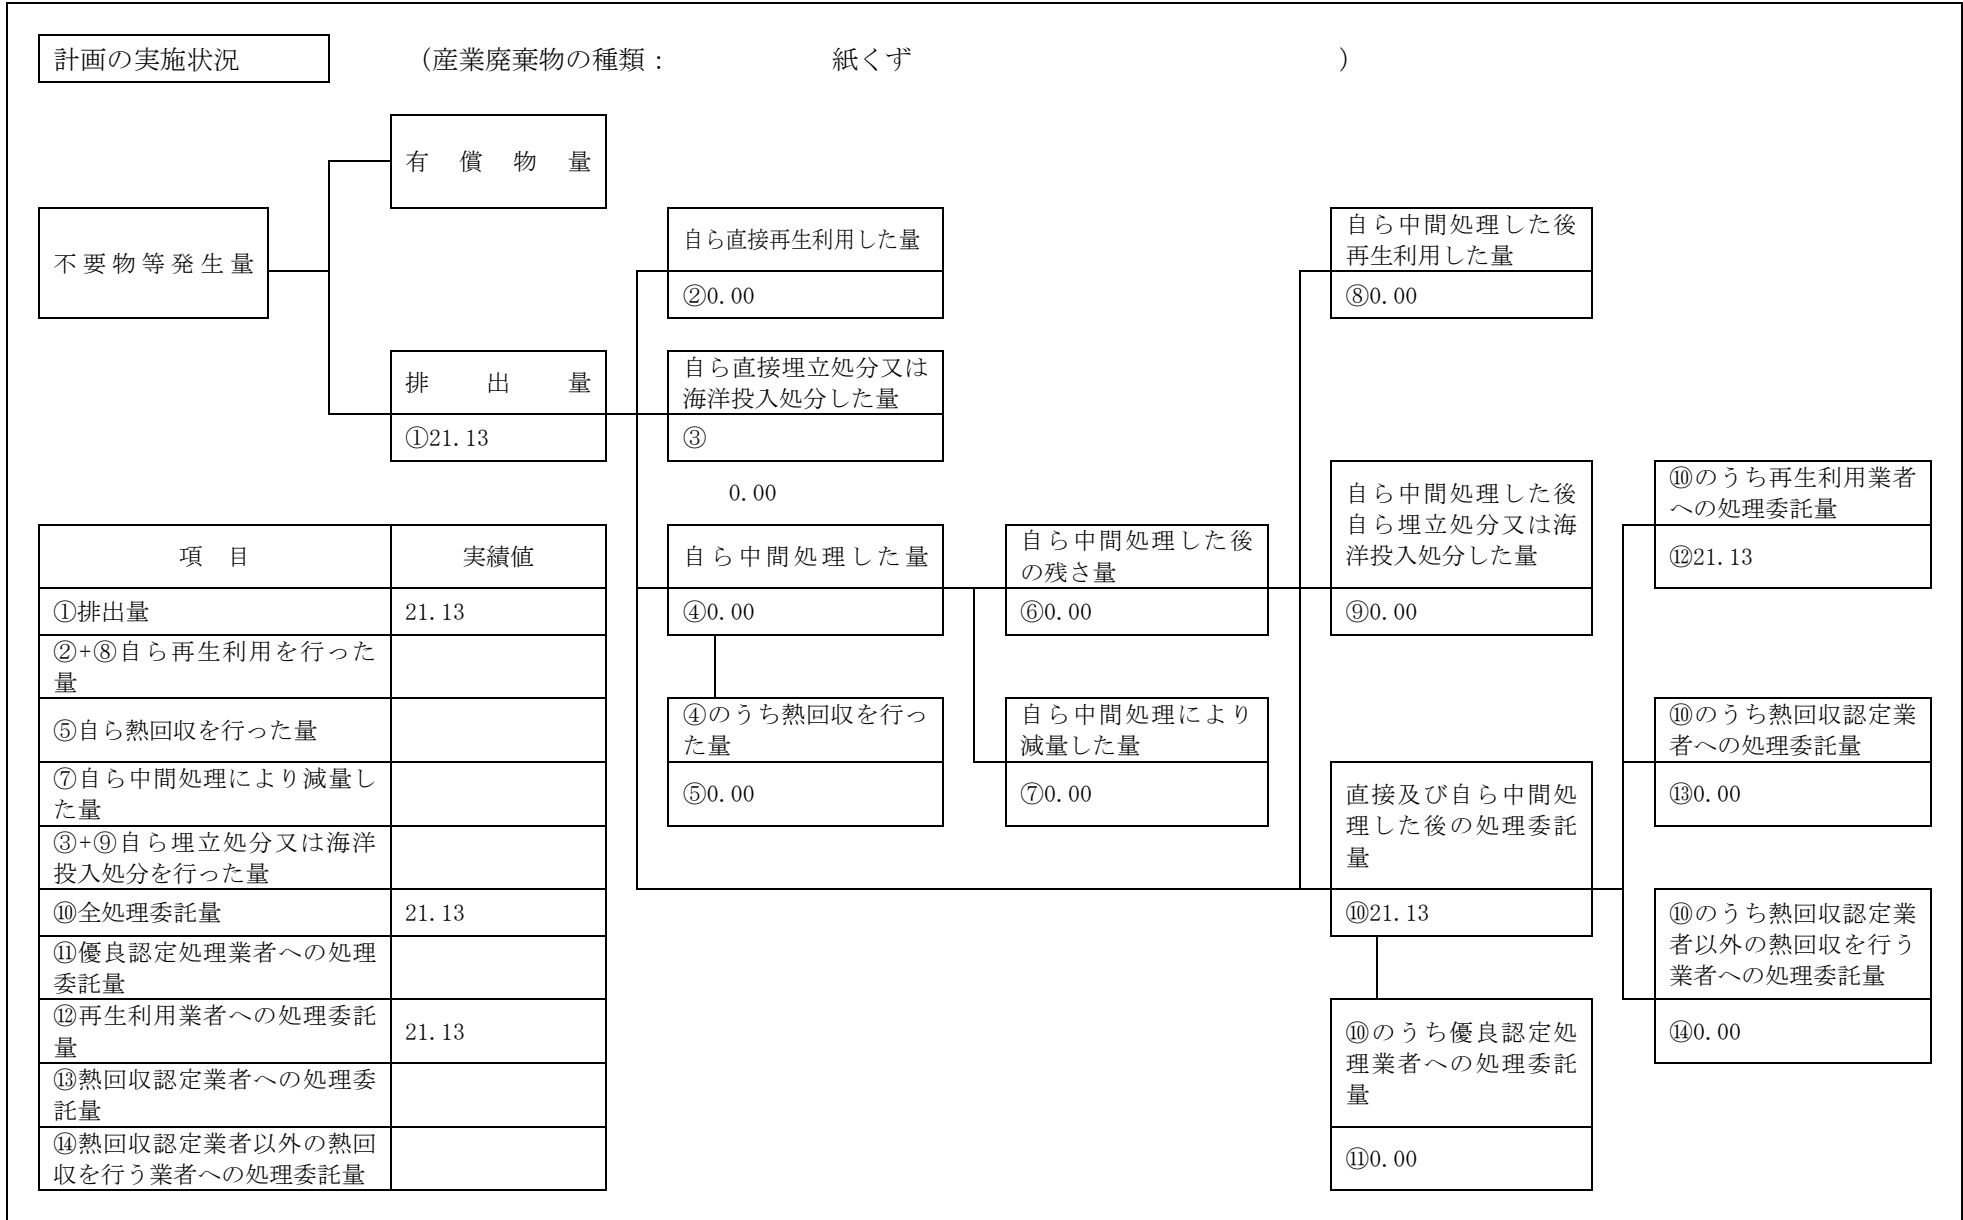 計画の実施状況 （産業廃棄物の種類： 紙くず ）
有償物量
不要物等発生量
自ら直接再生利用した量
②0.00
自ら中間処理した後
再生利用した量
⑧0.00
排出量
①21.13
自ら直接埋立処分又は
海洋投入処分した量
③
0.00
自ら中間処理した量
④0.00
自ら中間処理した後
の残さ量
⑥0.00
自ら中間処理した後
自ら埋立処分又は海
洋投入処分した量
⑨0.00
⑩のうち再生利用業者
への処理委託量
⑫21.13
④のうち熱回収を行っ
た量
⑤0.00
自ら中間処理により
減量した量
⑦0.00
直接及び自ら中間処
理した後の処理委託
量
⑩21.13
⑩のうち熱回収認定業
者への処理委託量
⑬0.00
⑩のうち優良認定処
理業者への処理委託
量
⑪0.00
⑩のうち熱回収認定業
者以外の熱回収を行う
業者への処理委託量
⑭0.00
項目 実績値
①排出量 21.13
②+⑧自ら再生利用を行った
量
⑤自ら熱回収を行った量
⑦自ら中間処理により減量し
た量
③+⑨自ら埋立処分又は海洋
投入処分を行った量
⑩全処理委託量 21.13
⑪優良認定処理業者への処理
委託量
⑫再生利用業者への処理委託
量 21.13
⑬熱回収認定業者への処理委
託量
⑭熱回収認定業者以外の熱回
収を行う業者への処理委託量